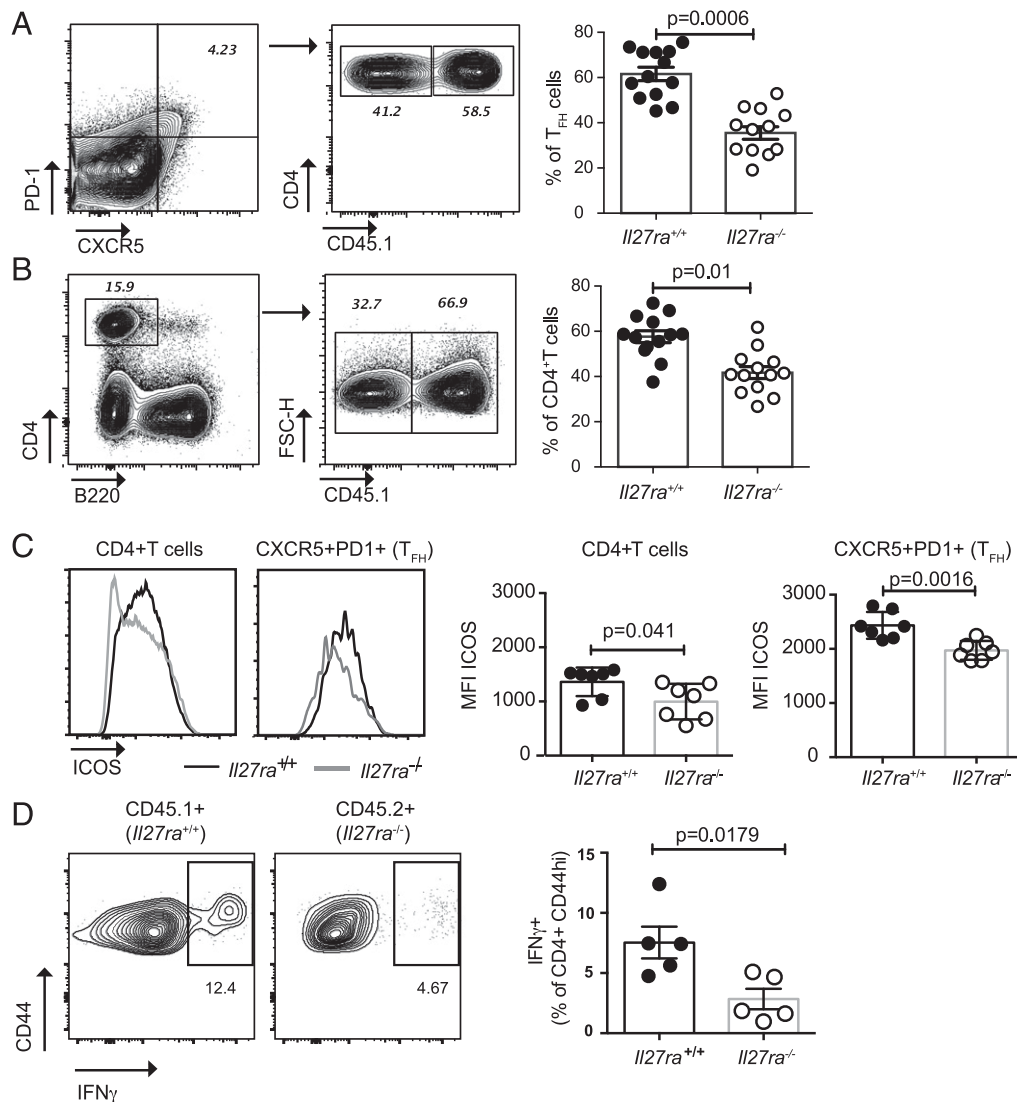 A
4.23
PD-1
CXCR5
41.2
58.5
CD4
CD45.1
% of TFH cells
80
60
40
20
0
p=0.0006
Il27ra+/+
Il27ra-/-
B
15.9
CD4
B220
32.7
66.9
FSC-H
CD45.1
% of CD4+T cells
80
60
40
20
0
p=0.01
Il27ra+/+
Il27ra-/-
C
CD4+T cells
CXCR5+PD1+ (TFH)
ICOS
Il27ra+/+
Il27ra-/-
CD4+T cells
MFI ICOS
3000
2000
1000
0
p=0.041
Il27ra+/+
Il27ra-/-
CXCR5+PD1+ (TFH)
MFI ICOS
3000
2000
1000
0
p=0.0016
Il27ra+/+
Il27ra-/-
D
CD45.1+
(Il27ra+/+)
CD45.2+
(Il27ra-/-)
12.4
4.67
CD44
IFNγ
IFNγ+
(% of CD4+ CD44hi)
15
10
5
0
p=0.0179
Il27ra+/+
Il27ra-/-